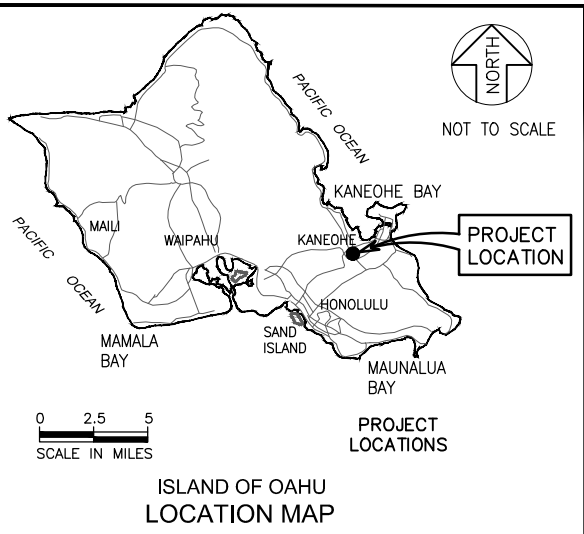 PACIFIC OCEAN
NORTH
NOT TO SCALE
KANEOHE BAY
MAILI
WAIPAHU
KANEOHE
PROJECT
LOCATION
PACIFIC OCEAN
HONOLULU
SAND
ISLAND
MAMALA
BAY
MAUNALUA
BAY
0 2.5 5
SCALE IN MILES
PROJECT
LOCATIONS
ISLAND OF OAHU
LOCATION MAP